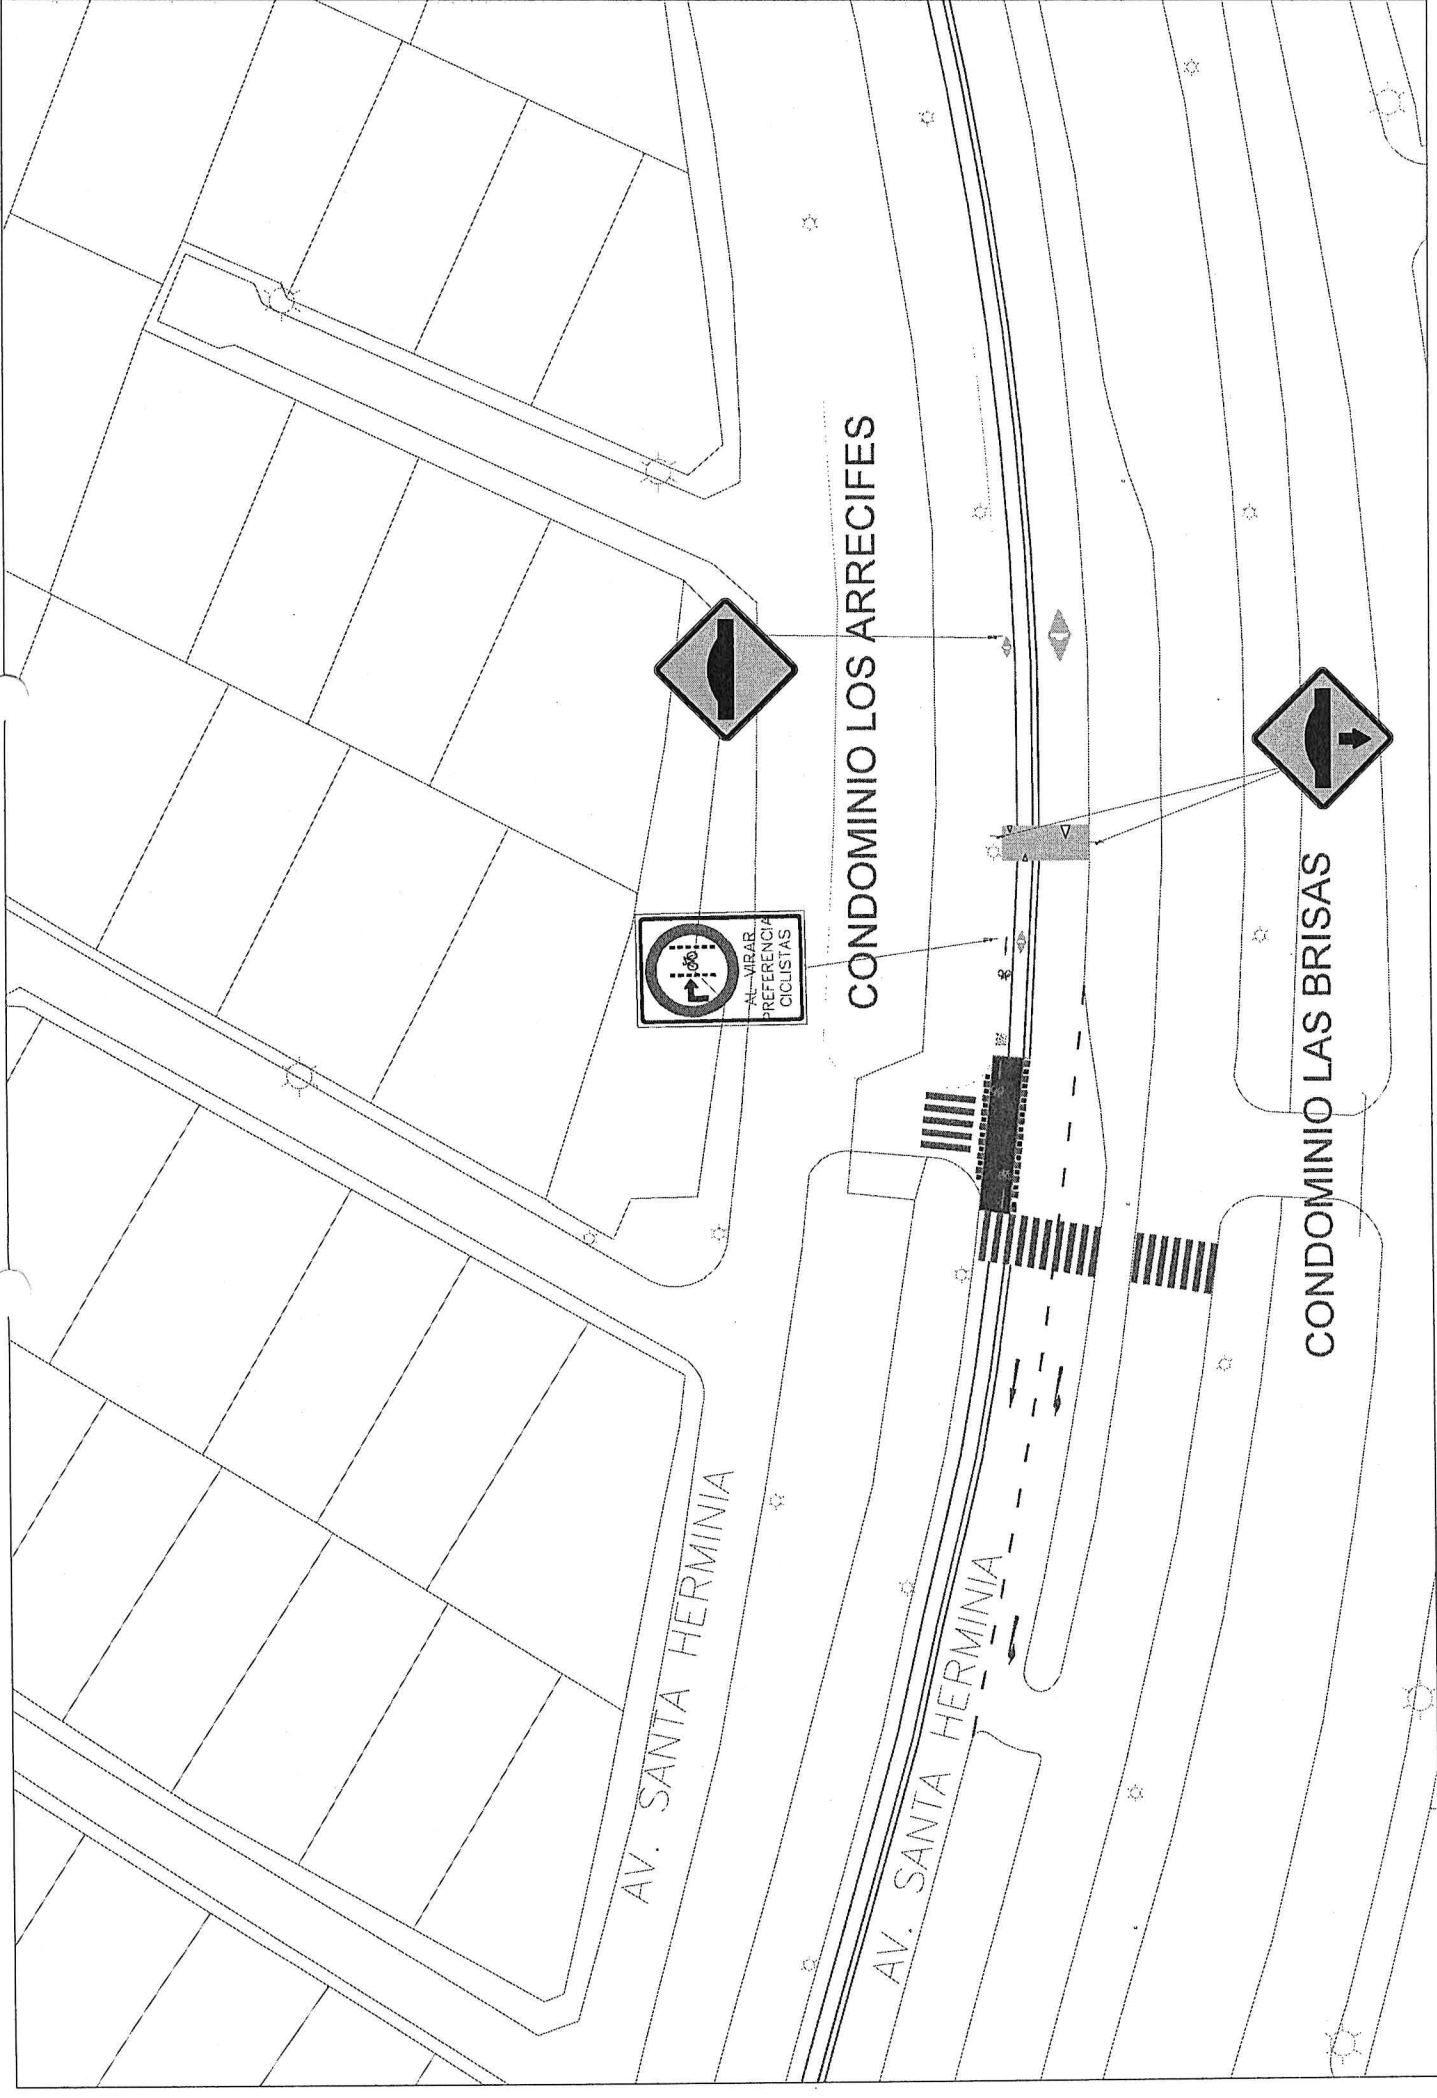 CONDOMINIO LOS ARRECIFES
AL VIRAR
PREFERENCIA
CICLISTAS
CONDOMINIO LAS BRISAS
AV. SANTA HERMINIA
AV. SANTA HERMINIA